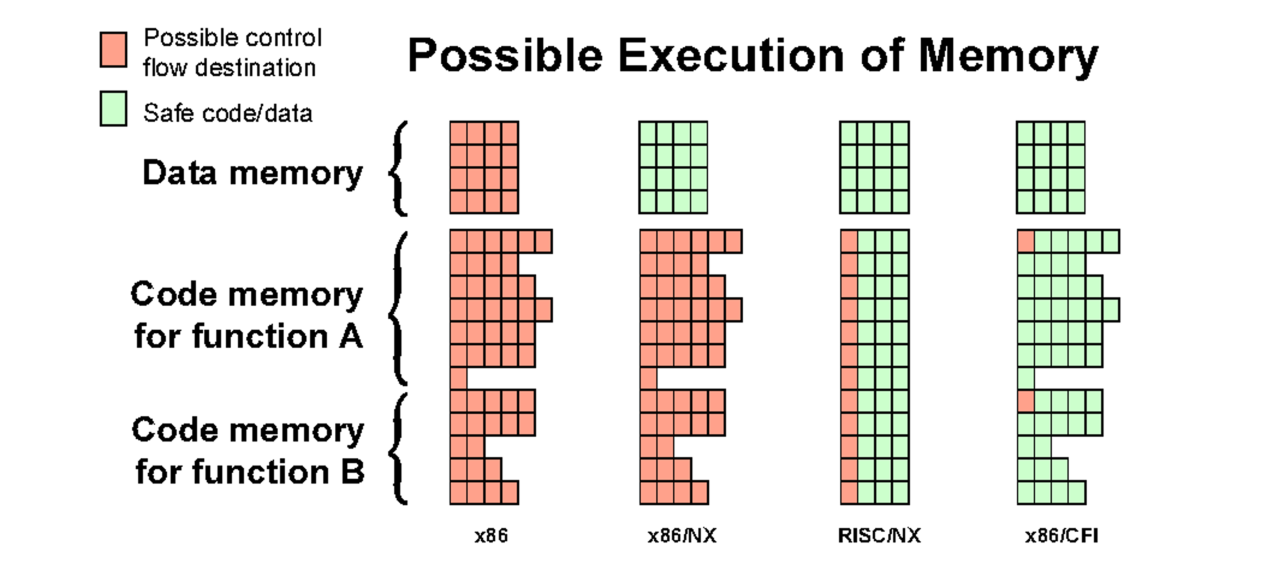 Possible control
flow destination
Safe code/data
Possible Execution of Memory
Data memory
Code memory
for function A
Code memory
for function B
x86
x86/NX
RISC/NX
x86/CFI